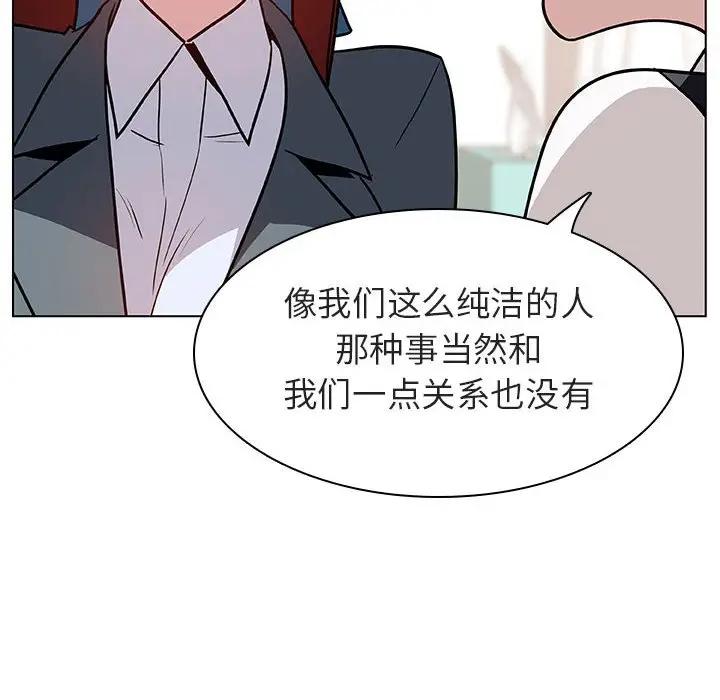 像我们这么纯洁的人
那种事当然和
我们一点关系也没有